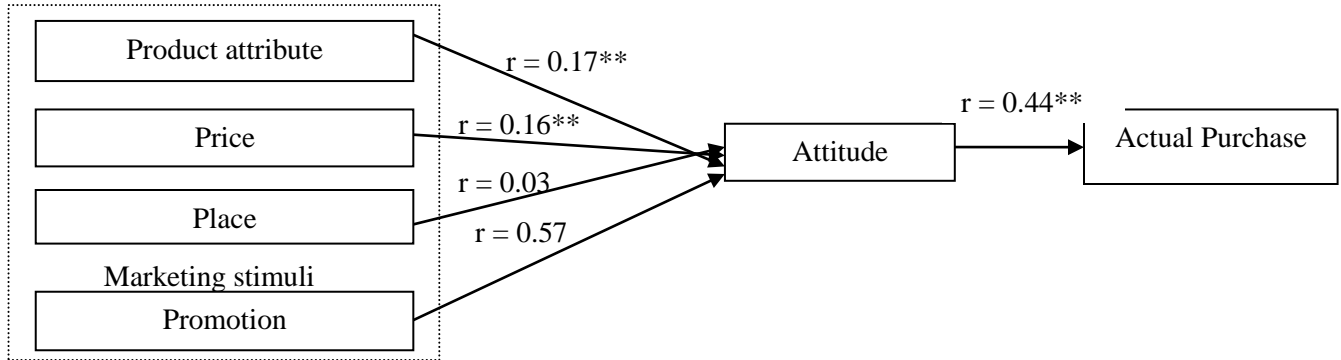 Product attribute
r = 0.17**
r = 0.44**
Price
r = 0.16**
Attitude
Actual Purchase
r = 0.03
Place
r = 0.57
Marketing stimuli
Promotion